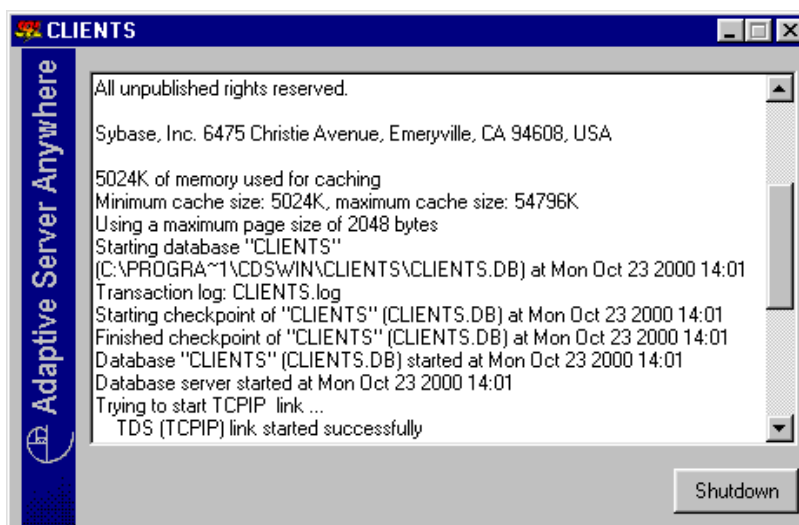 CLIENTS
Adaptive Server Anywhere
All unpublished rights reserved.
Sybase, Inc. 6475 Christie Avenue, Emeryville, CA 94608, USA
5024K of memory used for caching
Minimum cache size: 5024K, maximum cache size: 54796K
Using a maximum page size of 2048 bytes
Starting database "CLIENTS"
(C:\PROGRA~1\CDSWIN\CLIENTS\CLIENTS.DB) at Mon Oct 23 2000 14:01
Transaction log: CLIENTS.log
Starting checkpoint of "CLIENTS" (CLIENTS.DB) at Mon Oct 23 2000 14:01
Finished checkpoint of "CLIENTS" (CLIENTS.DB) at Mon Oct 23 2000 14:01
Database "CLIENTS" (CLIENTS.DB) started at Mon Oct 23 2000 14:01
Database server started at Mon Oct 23 2000 14:01
Trying to start TCPIP  link ...
    TDS (TCPIP) link started successfully
Shutdown